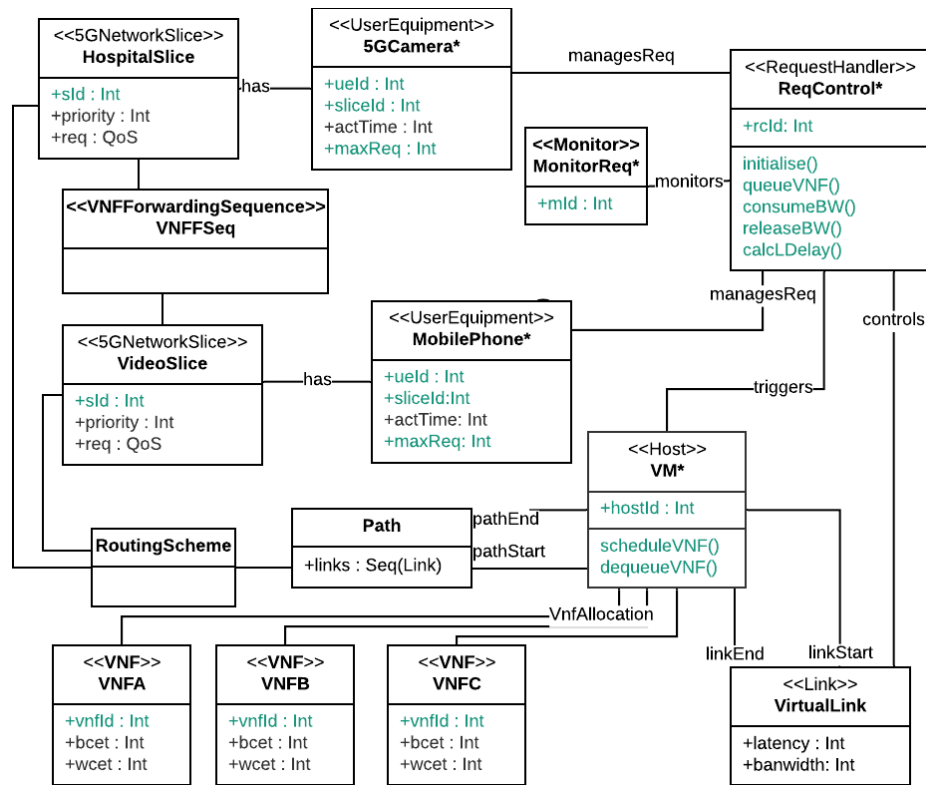 <<5GNetworkSlice>>
HospitalSlice
+sId : Int
+priority : Int
+req : QoS
has
<<UserEquipment>>
5GCamera*
+ueId : Int
+sliceId : Int
+actTime : Int
+maxReq : Int
managesReq
<<RequestHandler>>
ReqControl*
+rcId: Int
initialise()
queueVNF()
consumeBW()
releaseBW()
calcLDelay()
<<Monitor>>
MonitorReq*
+mId : Int
monitors
<<VNFForwardingSequence>>
VNFFSeq
managesReq
controls
<<5GNetworkSlice>>
VideoSlice
+sId : Int
+priority : Int
+req : QoS
has
<<UserEquipment>>
MobilePhone*
+ueId : Int
+sliceId:Int
+actTime: Int
+maxReq: Int
triggers
<<Host>>
VM*
+hostId : Int
scheduleVNF()
dequeueVNF()
RoutingScheme
Path
+links : Seq(Link)
pathEnd
pathStart
VnfAllocation
linkEnd
linkStart
<<VNF>>
VNFA
+vnfId : Int
+bcet : Int
+wcet : Int
<<VNF>>
VNFB
+vnfId : Int
+bcet : Int
+wcet : Int
<<VNF>>
VNFC
+vnfId : Int
+bcet : Int
+wcet : Int
<<Link>>
VirtualLink
+latency : Int
+banwidth: Int